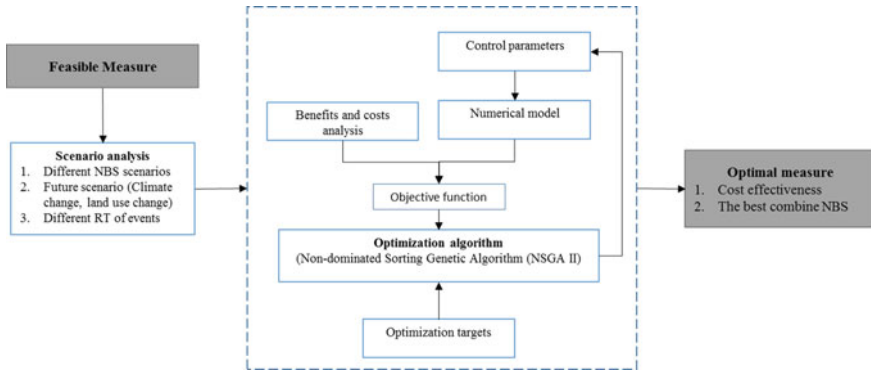 Feasible Measure
Scenario analysis
1. Different NBS scenarios
2. Future scenario (Climate
change, land use change)
3. Different RT of events
Control parameters
Benefits and costs
analysis
Numerical model
Objective function
Optimization algorithm
(Non-dominated Sorting Genetic Algorithm (NSGA II)
Optimization targets
Optimal measure
1. Cost effectiveness
2. The best combine NBS